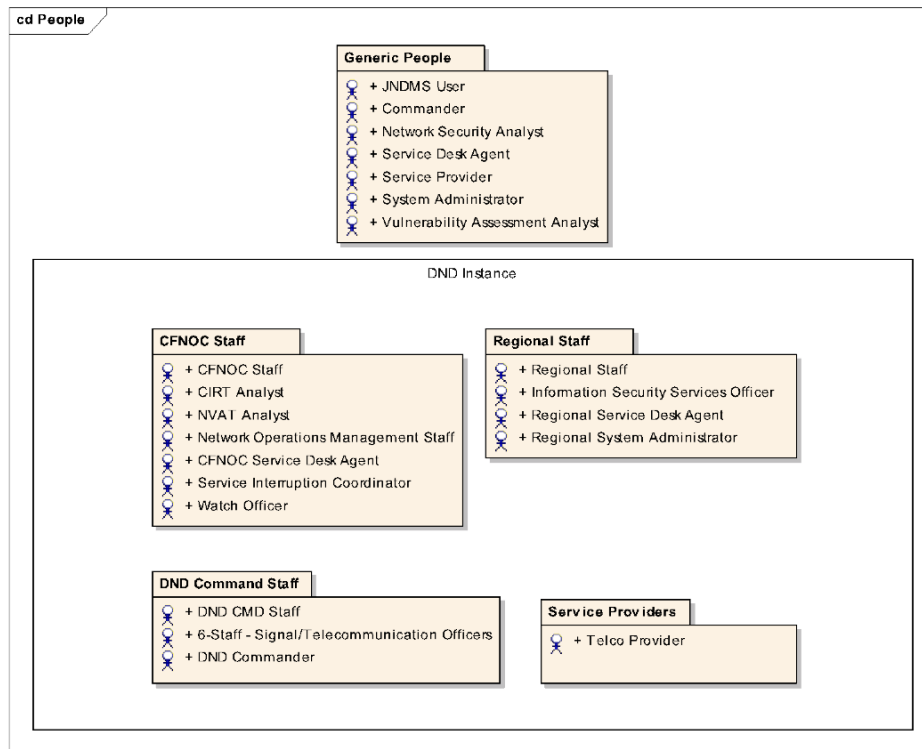 cd People
Generic People
+ JNDMS User
+ Commander
+ Network Security Analyst
+ Service Desk Agent
+ Service Provider
+ System Administrator
+ Vulnerability Assessment Analyst
DND Instance
CFNOC Staff
+ CFNOC Staff
+ CIRT Analyst
+ NVAT Analyst
+ Network Operations Management Staff
+ CFNOC Service Desk Agent
+ Service Interruption Coordinator
+ Watch Officer
Regional Staff
+ Regional Staff
+ Information Security Services Officer
+ Regional Service Desk Agent
+ Regional System Administrator
DND Command Staff
+ DND CMD Staff
+ 6-Staff - Signal/Telecommunication Officers
+ DND Commander
Service Providers
+ Telco Provider